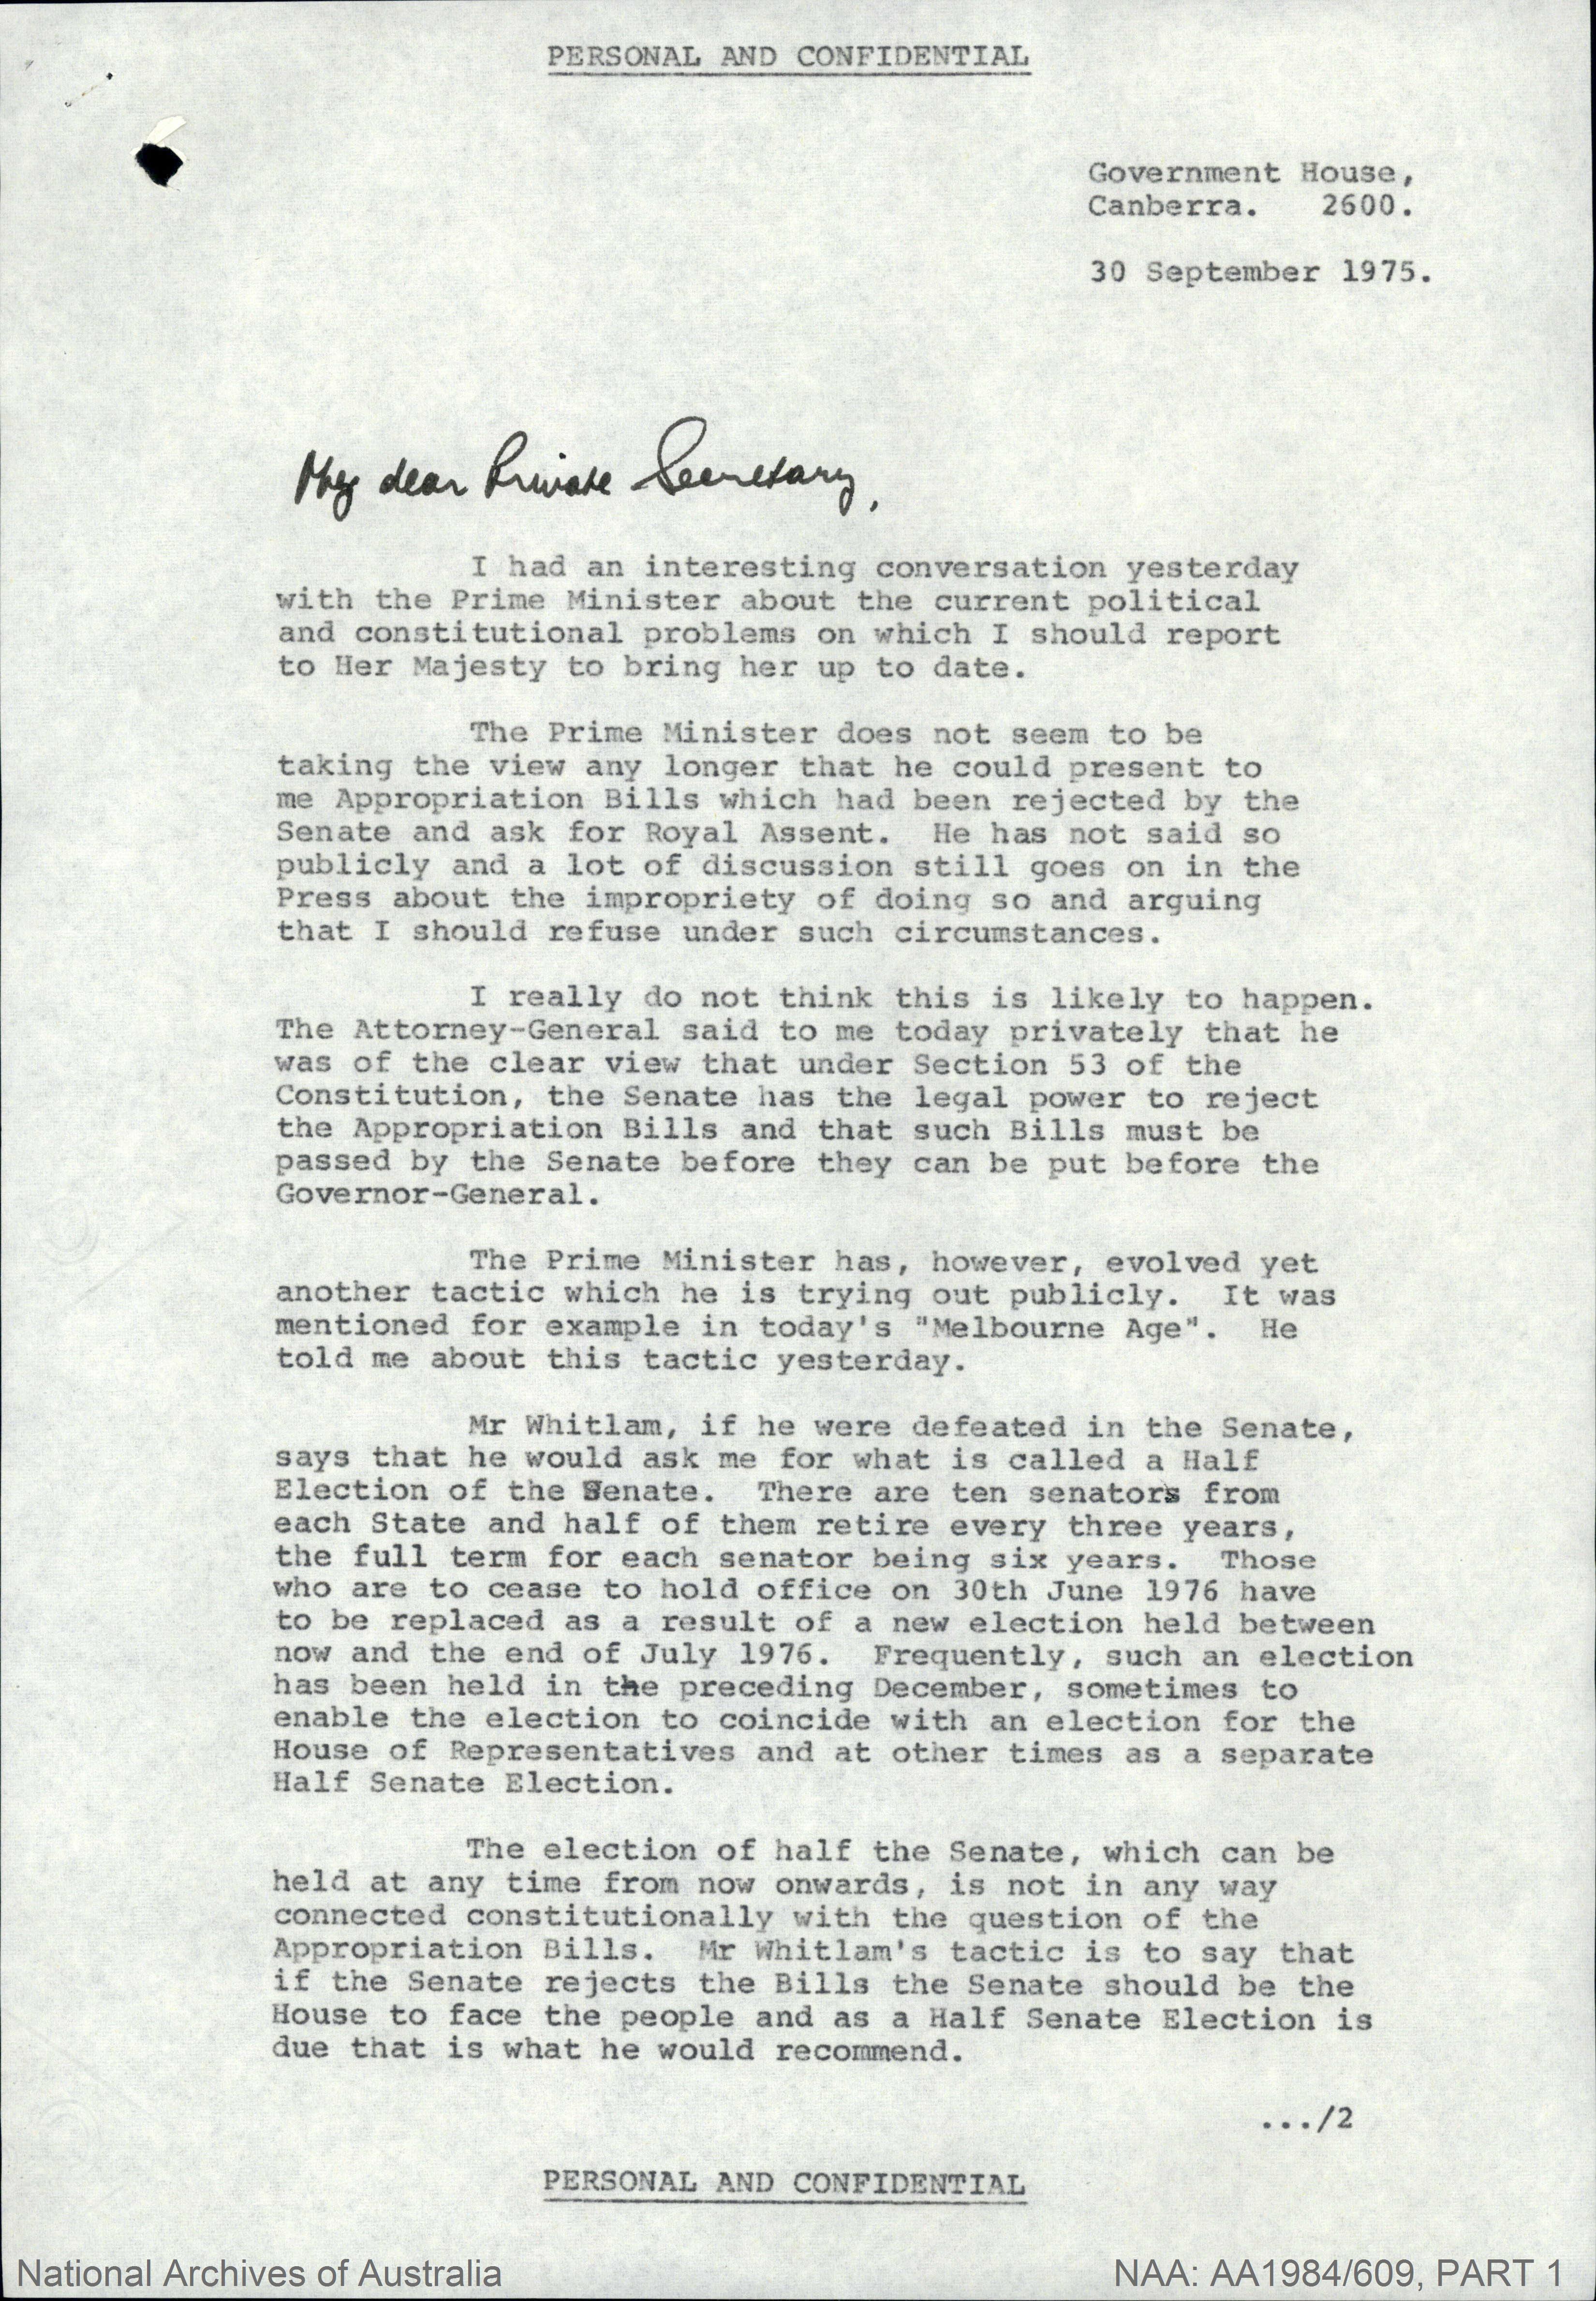 PERSONAL AND CONFIDENTIAL
Government House,
Canberra. 2600.
30 September 1975.
My dear Private Secretary,
I had an interesting conversation yesterday
with the Prime Minister about the current political
and constitutional problems on which I should report
to Her Majesty to bring her up to date.
The Prime Minister does not seem to be
taking the view any longer that he could present to
me Appropriation Bills which had been rejected by the
Senate and ask for Royal Assent. He has not said so
publicly and a lot of discussion still goes on in the
Press about the impropriety of doing so and arguing
that I should refuse under such circumstances.
I really do not think this is likely to happen.
The Attorney-General said to me today privately that he
was of the clear view that under Section 53 of the
Constitution, the Senate has the legal power to reject
the Appropriation Bills and that such Bills must be
passed by the Senate before they can be put before the
Governor-General.
The Prime Minister has, however, evolved yet
another tactic which he is trying out publicly. It was
mentioned for example in today's "Melbourne Age". He
told me about this tactic yesterday.
Mr Whitlam, if he were defeated in the Senate,
says that he would ask me for what is called a Half
Election of the Senate. There are ten senators from
each State and half of them retire every three years,
the full term for each senator being six years. Those
who are to cease to hold office on 30th June 1976 have
to be replaced as a result of a new election held between
now and the end of July 1976. Frequently, such an election
has been held in the preceding December, sometimes to
enable the election to coincide with an election for the
House of Representatives and at other times as a separate
Half Senate Election.
The election of half the Senate, which can be
held at any time from now onwards, is not in any way
connected constitutionally with the question of the
Appropriation Bills. Mr Whitlam's tactic is to say that
if the Senate rejects the Bills the Senate should be the
House to face the people and as a Half Senate Election is
due that is what he would recommend.
.../2
PERSONAL AND CONFIDENTIAL
National Archives of Australia
NAA: AA1984/609, PART 1